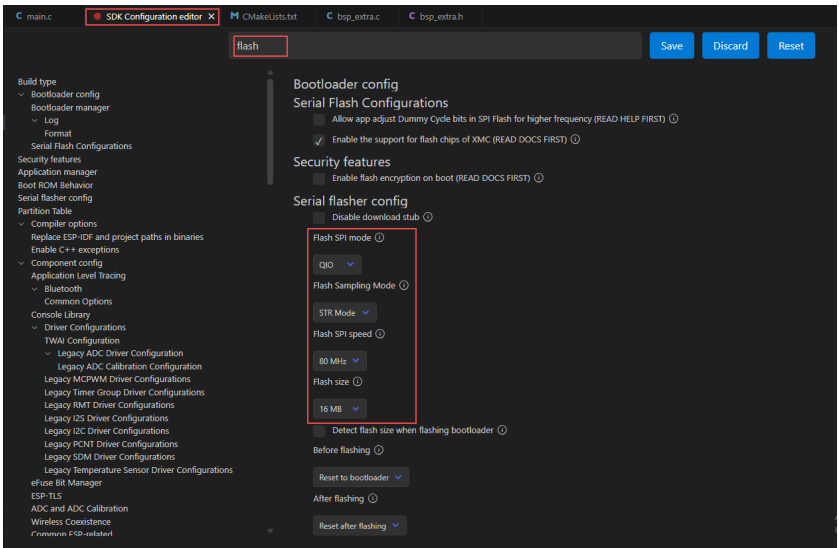 C main.c SDK Configuration editor X M CMakeLists.txt C bsp_extra.c C bsp_extra.h
flash Save Discard Reset
Build type
Bootloader config
Bootloader manager
Log
Format
Serial Flash Configurations
Security features
Application manager
Boot ROM Behavior
Serial flasher config
Partition Table
Compiler options
Replace ESP-IDF and project paths in binaries
Enable C++ exceptions
Component config
Application Level Tracing
Bluetooth
Common Options
Console Library
Driver Configurations
TWAI Configuration
Legacy ADC Driver Configuration
Legacy ADC Calibration Configuration
Legacy MCPWM Driver Configurations
Legacy Timer Group Driver Configurations
Legacy RMT Driver Configurations
Legacy I2S Driver Configurations
Legacy I2C Driver Configurations
Legacy PCNT Driver Configurations
Legacy SDM Driver Configurations
Legacy Temperature Sensor Driver Configurations
eFuse Bit Manager
ESP-TLS
ADC and ADC Calibration
Wireless Coexistence
Common ESP-related
Bootloader config
Serial Flash Configurations
Allow app adjust Dummy Cycle bits in SPI Flash for higher frequency (READ HELP FIRST)
Enable the support for flash chips of XMC (READ DOCS FIRST)
Security features
Enable flash encryption on boot (READ DOCS FIRST)
Serial flasher config
Disable download stub
Flash SPI mode
QIO
Flash Sampling Mode
STR Mode
Flash SPI speed
80 MHz
Flash size
16 MB
Detect flash size when flashing bootloader
Before flashing
Reset to bootloader
After flashing
Reset after flashing